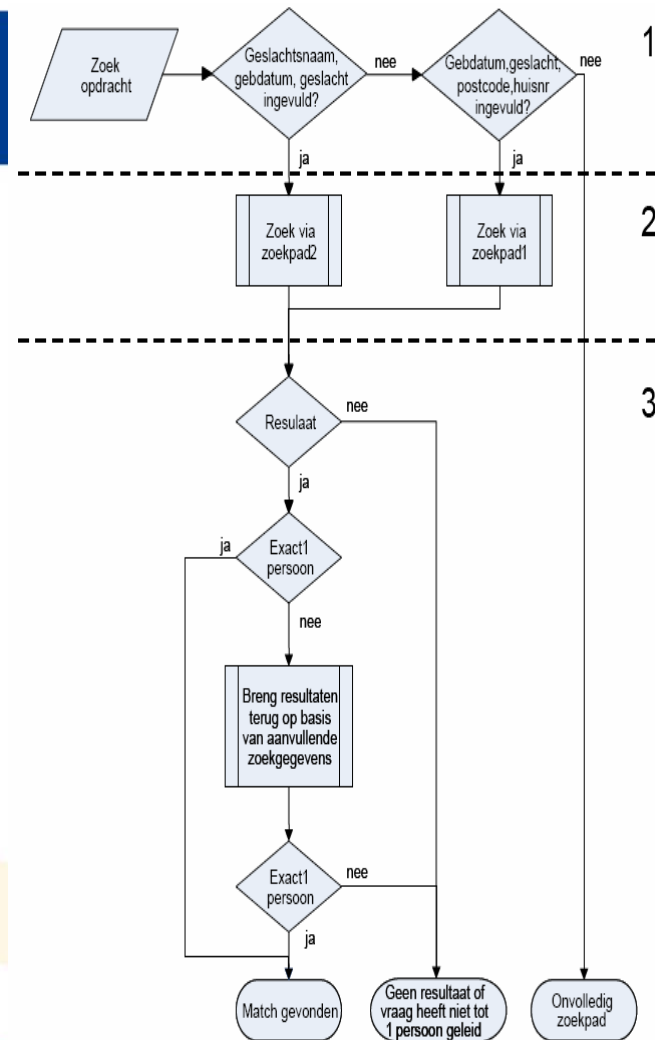 1
Zoek
opdracht
Geslachtsnaam,
gebdatum, geslacht
ingevuld?
nee
Gebdatum,geslacht,
postcode,huisnr
ingevuld?
nee
ja
ja
2
Zoek via
zoekpad2
Zoek via
zoekpad1
3
Resulaat
nee
ja
Exact1
persoon
ja
nee
Breng resultaten
terug op basis
van aanvullende
zoekgegevens
Exact1
persoon
nee
ja
Match gevonden
Geen resultaat of
vraag heeft niet tot
1 persoon geleid
Onvolledig
zoekpad